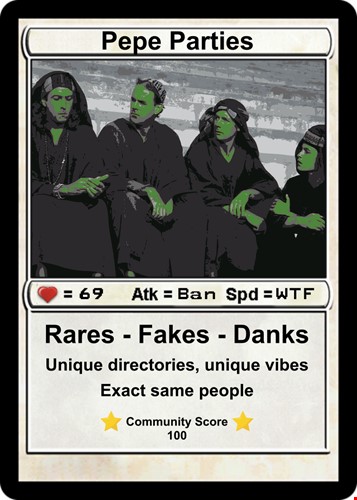 Pepe Parties
= 69 Atk = Ban Spd = WTF
Rares - Fakes - Danks
Unique directories, unique vibes
Exact same people
Community Score
100